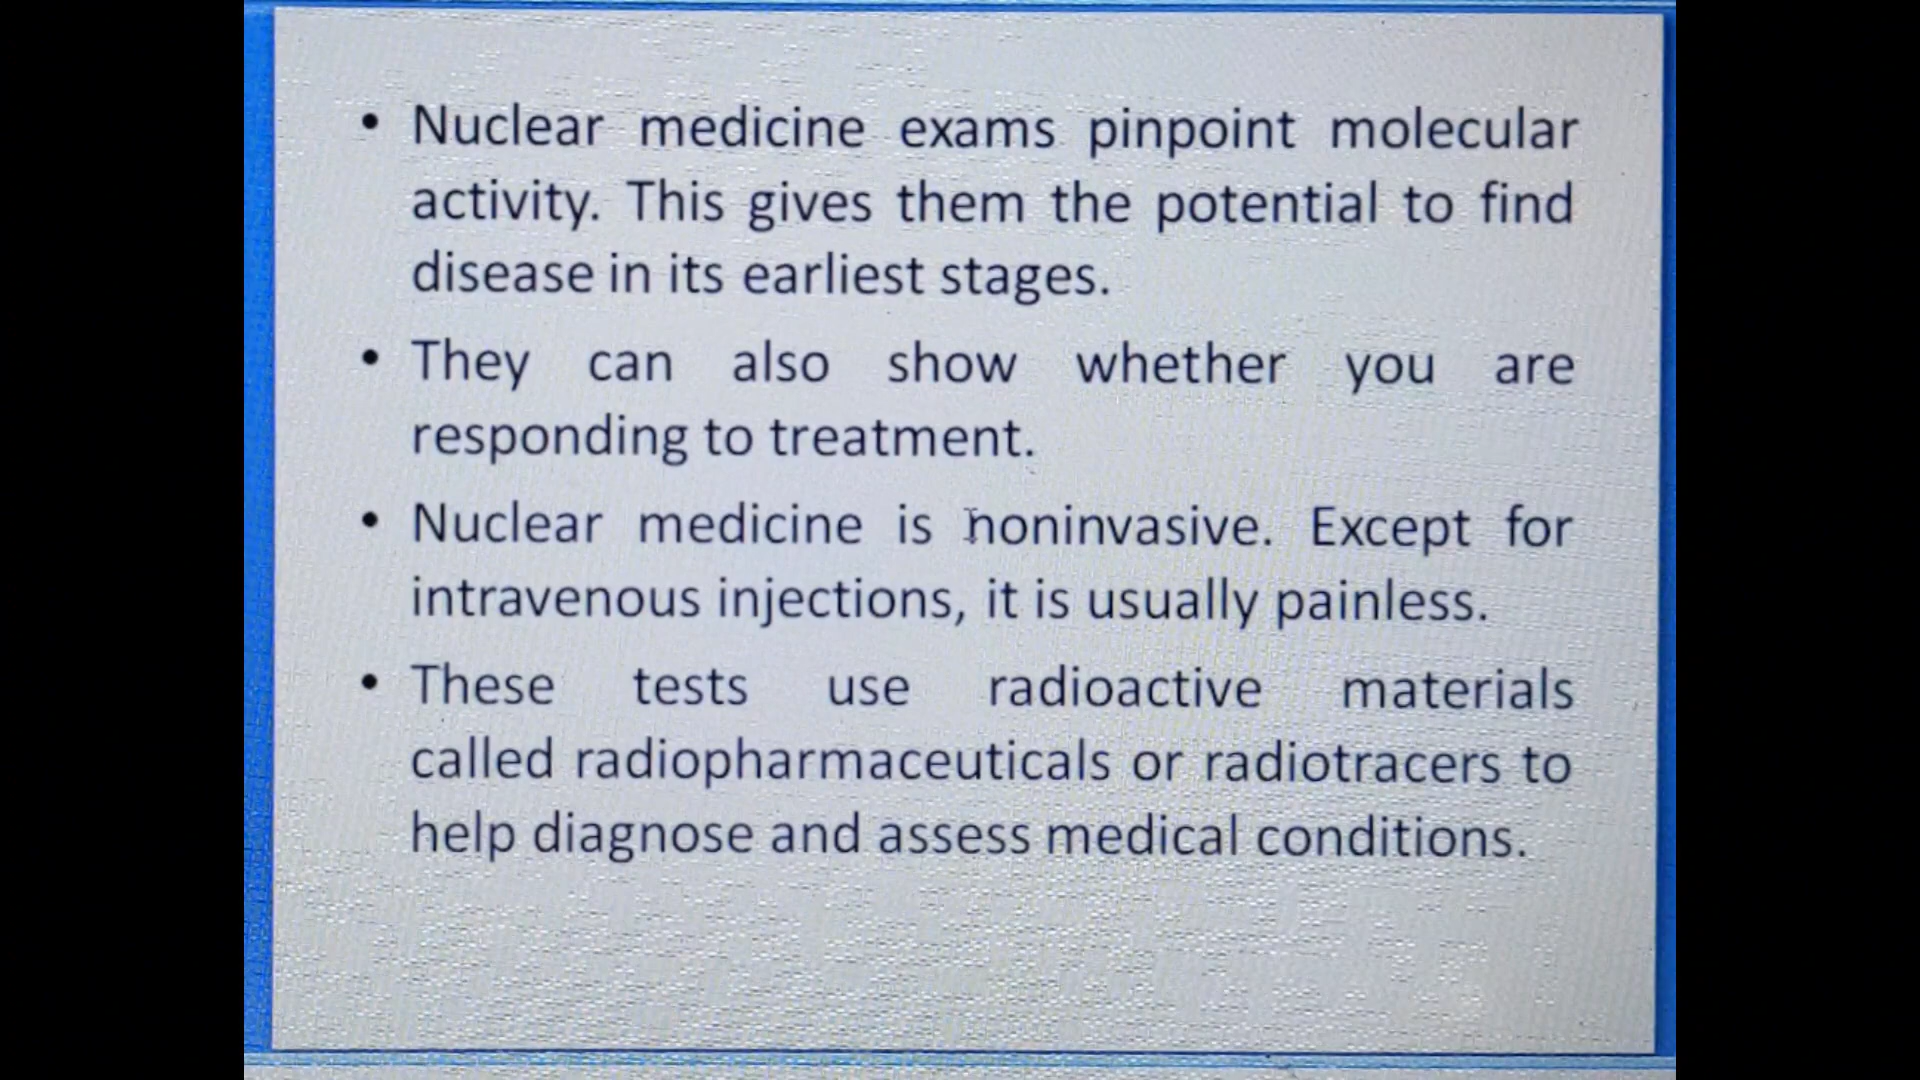 • Nuclear medicine exams pinpoint molecular
activity. This gives them the potential to find
disease in its earliest stages.
• They can also show whether you are
responding to treatment.
• Nuclear medicine is noninvasive. Except for
intravenous injections, it is usually painless.
• These tests use radioactive materials
called radiopharmaceuticals or radiotracers to
help diagnose and assess medical conditions.